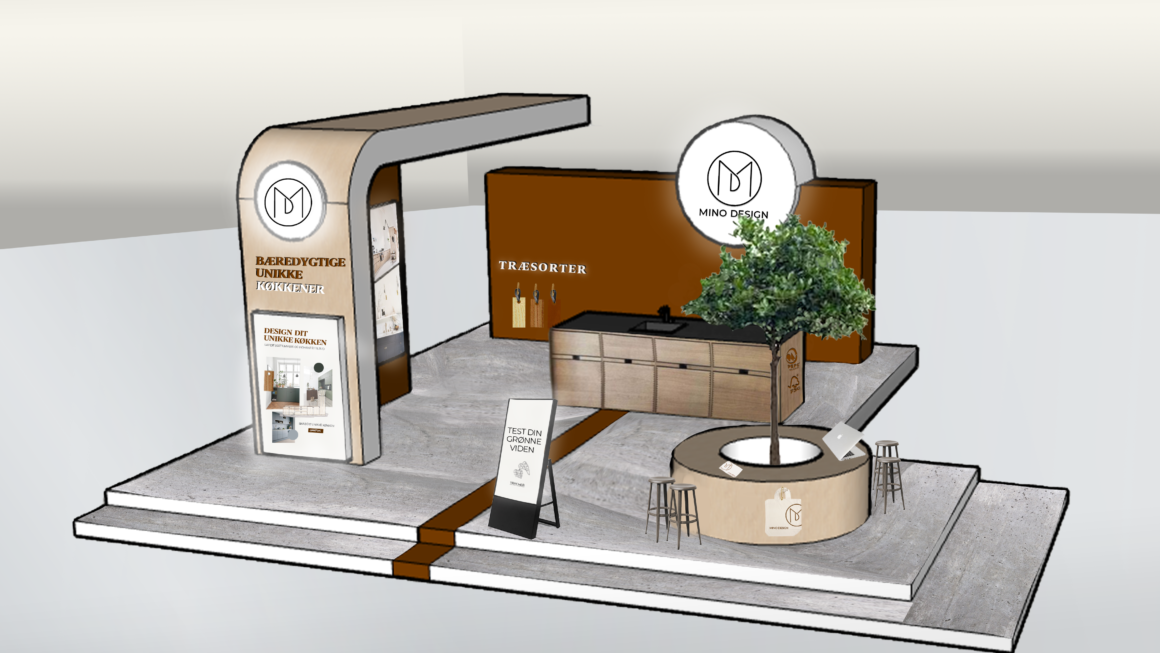 BÆREDYGTIGE
UNIKKE
KØKKENER
DESIGN DIT
UNIKKE KØKKEN
TRÆSORTER
MINO DESIGN
TEST DIN
GRØNNE
VIDEN